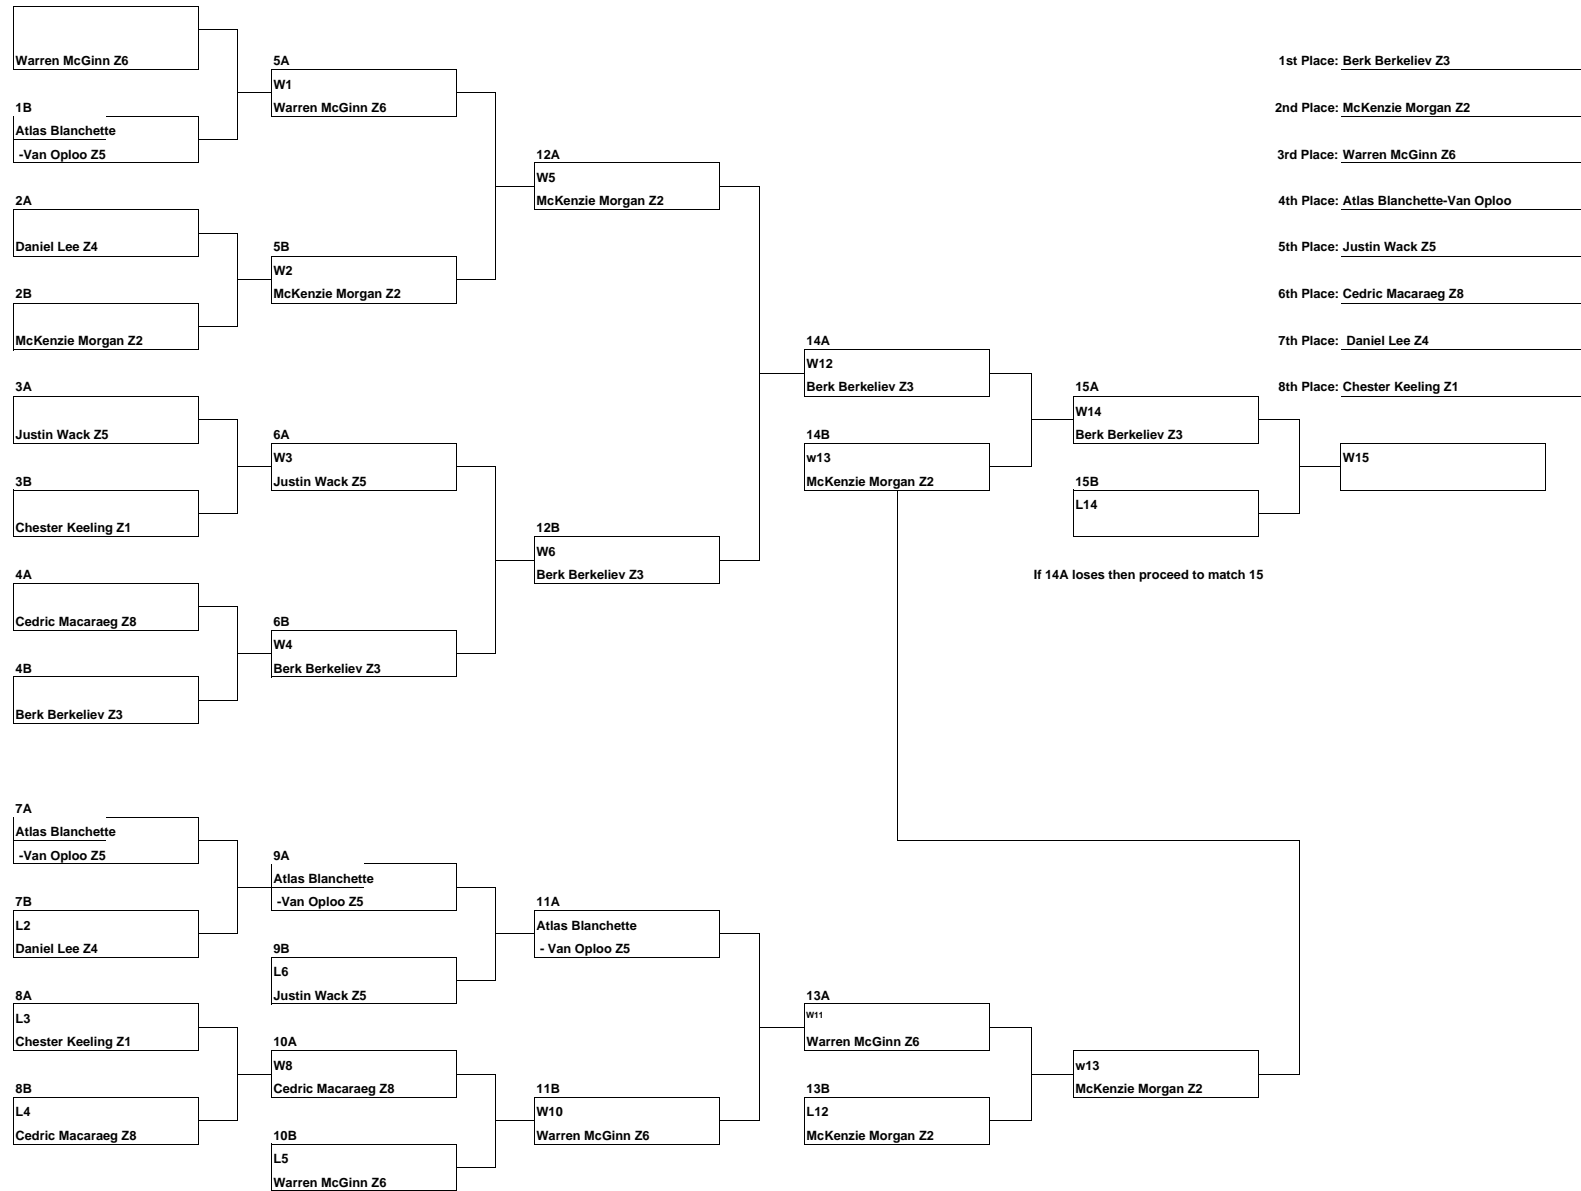 Warren McGinn Z6
1B
Atlas Blanchette
-Van Oploo Z5
2A
Daniel Lee Z4
2B
McKenzie Morgan Z2
3A
Justin Wack Z5
3B
Chester Keeling Z1
4A
Cedric Macaraeg Z8
4B
Berk Berkeliev Z3
5A
W1
Warren McGinn Z6
5B
W2
McKenzie Morgan Z2
6A
W3
Justin Wack Z5
6B
W4
Berk Berkeliev Z3
12A
W5
McKenzie Morgan Z2
12B
W6
Berk Berkeliev Z3
14A
W12
Berk Berkeliev Z3
14B
w13
McKenzie Morgan Z2
15A
W14
Berk Berkeliev Z3
15B
L14
If 14A loses then proceed to match 15
W15
1st Place: Berk Berkeliev Z3
2nd Place: McKenzie Morgan Z2
3rd Place: Warren McGinn Z6
4th Place: Atlas Blanchette-Van Oploo
5th Place: Justin Wack Z5
6th Place: Cedric Macaraeg Z8
7th Place: Daniel Lee Z4
8th Place: Chester Keeling Z1
7A
Atlas Blanchette
-Van Oploo Z5
7B
L2
Daniel Lee Z4
8A
L3
Chester Keeling Z1
8B
L4
Cedric Macaraeg Z8
9A
Atlas Blanchette
-Van Oploo Z5
9B
L6
Justin Wack Z5
10A
W8
Cedric Macaraeg Z8
10B
L5
Warren McGinn Z6
11A
Atlas Blanchette
- Van Oploo Z5
11B
W10
Warren McGinn Z6
13A
W11
Warren McGinn Z6
13B
L12
McKenzie Morgan Z2
w13
McKenzie Morgan Z2